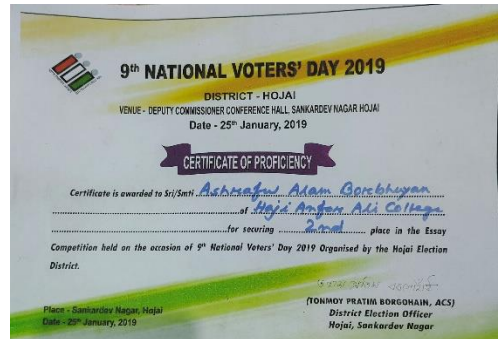 9th NATIONAL VOTERS' DAY 2019
DISTRICT - HOJAI
VENUE - DEPUTY COMMISSIONER CONFERENCE HALL, SANKARDEV NAGAR HOJAI
Date - 25th January, 2019
CERTIFICATE OF PROFICIENCY
Certificate is awarded to Sri/Smti Ashraful Alam Borbhuyan
of Haji Anfar Ali College
for securing 2nd place in the Essay
Competition held on the occasion of 9th National Voters' Day 2019 Organised by the Hojai Election
District.
(TONMOY PRATIM BORGOHAIN, ACS)
Place - Sankardev Nagar, Hojai
District Election Officer
Date - 25th January, 2019
Hojai, Sankardev Nagar